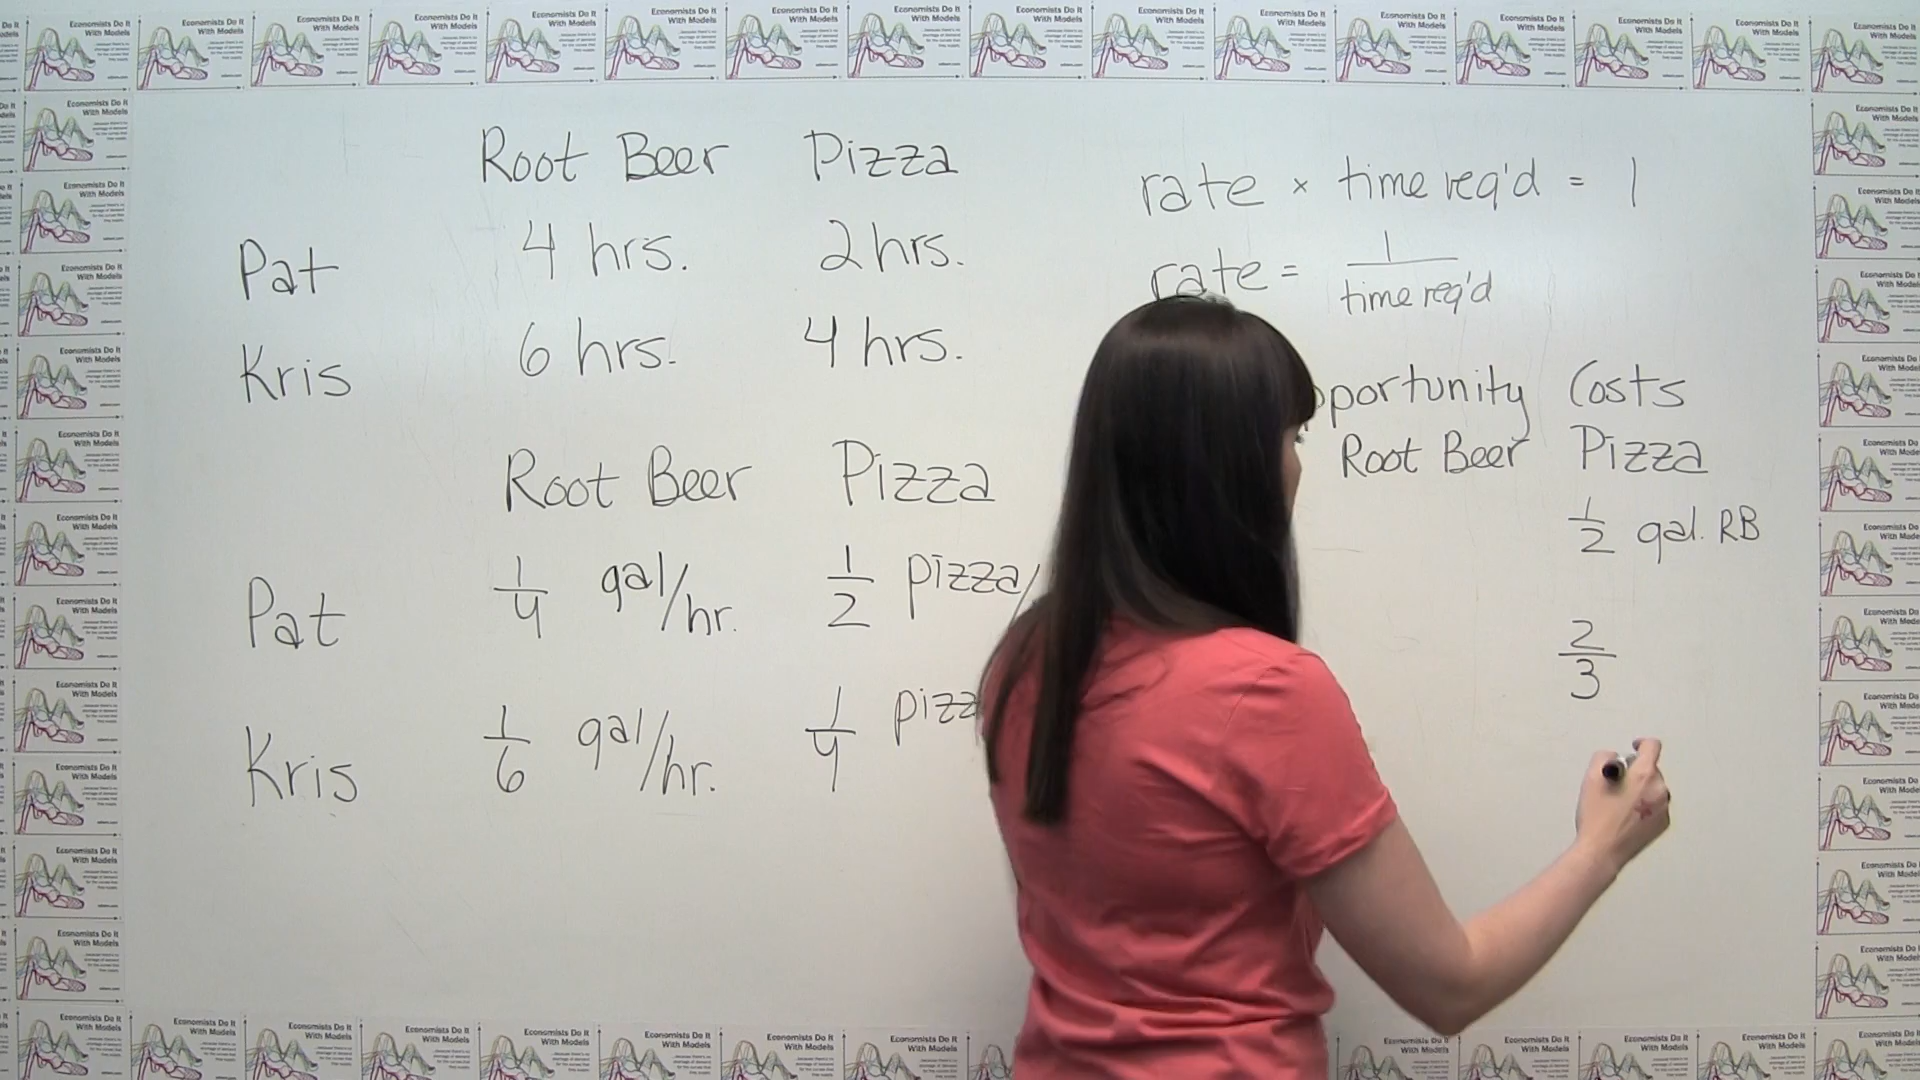 Economists Do It With Models
Root Beer Pizza
Pat 4 hrs. 2 hrs.
Kris 6 hrs. 4 hrs.
Root Beer Pizza
Pat 1/4 gal/hr. 1/2 pizza/
Kris 1/6 gal/hr. 1/4 pizz
rate × time req'd = 1
rate = 1/time req'd
pportunity Costs
Root Beer Pizza
1/2 gal. RB
2/3